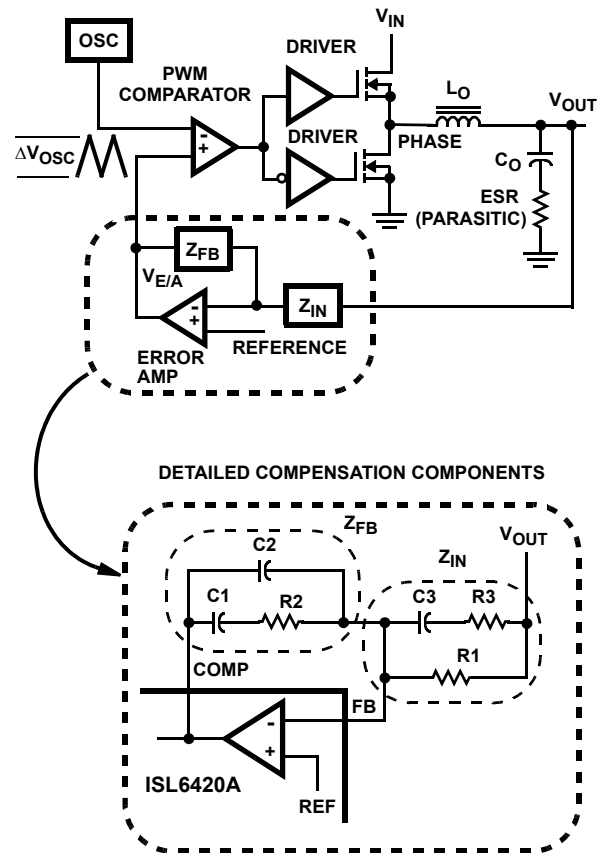 OSC
V_IN
DRIVER
PWM
COMPARATOR
L_O
V_OUT
-
+
DRIVER
PHASE
ΔV_OSC
C_O
ESR
(PARASITIC)
Z_FB
V_E/A
-
+
Z_IN
REFERENCE
ERROR
AMP
DETAILED COMPENSATION COMPONENTS
Z_FB
C2
Z_IN
V_OUT
C1
R2
C3
R3
R1
COMP
FB
-
+
ISL6420A
REF